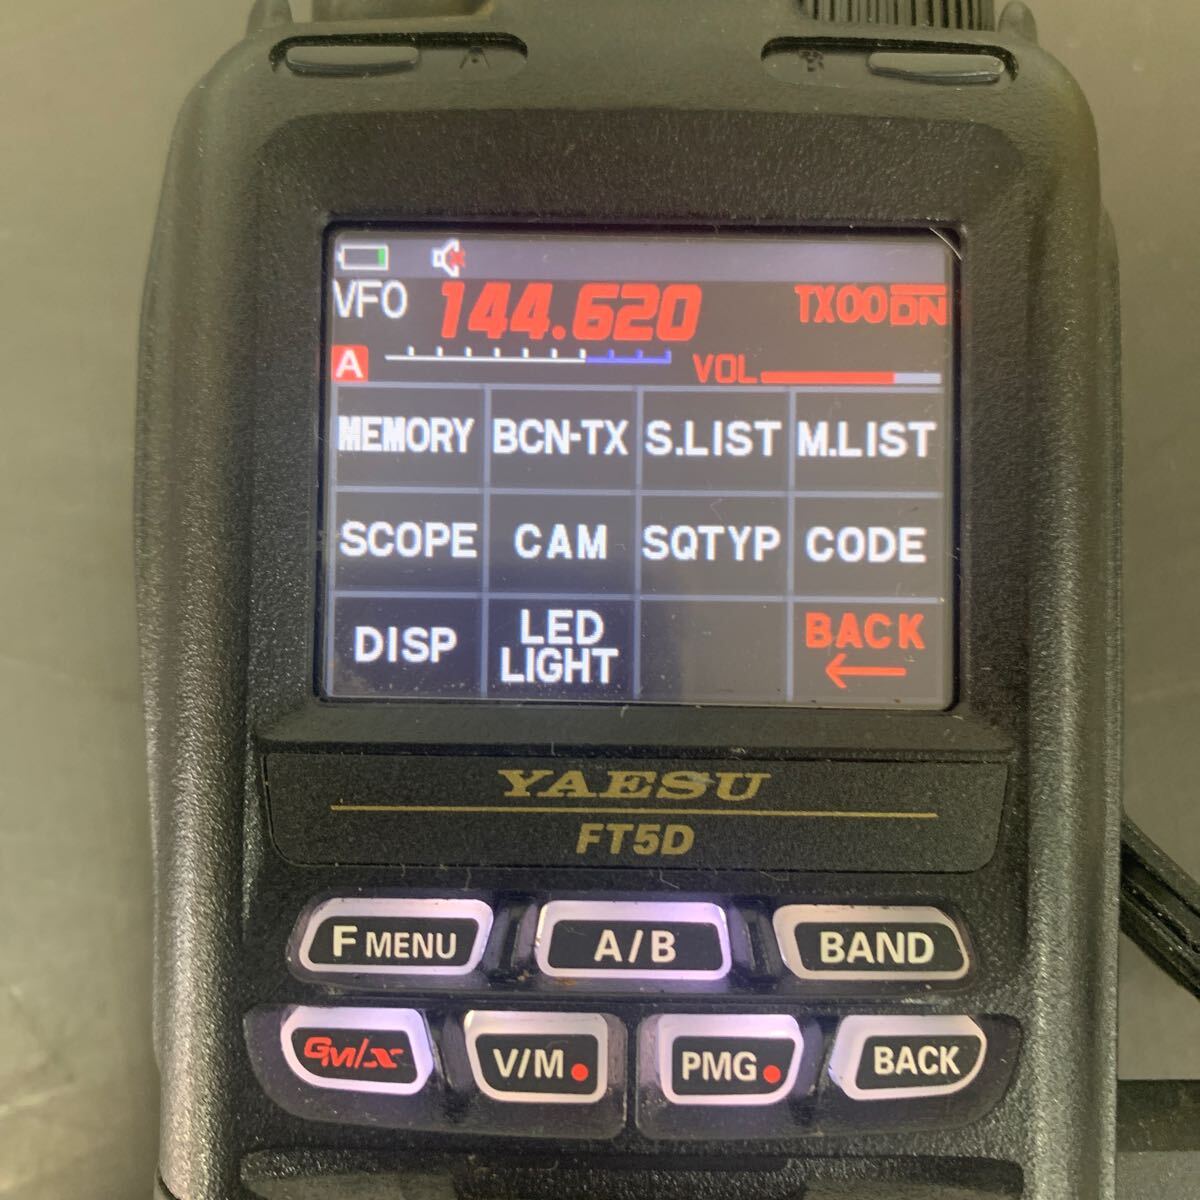 A B
VFO 144.620 TX00 DN
A VOL
MEMORY BCN-TX S.LIST M.LIST
SCOPE CAM SQTYP CODE
DISP LED LIGHT BACK
YAESU
FT5D
F MENU A/B BAND
GM/X V/M PMG BACK